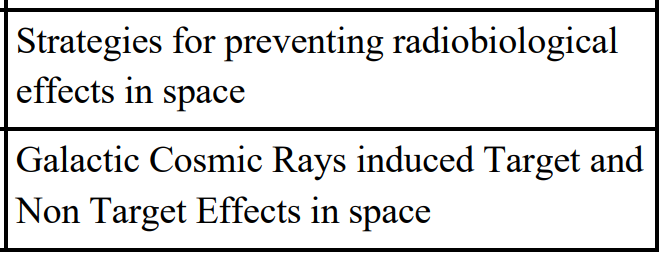 Strategies for preventing radiobiological
effects in space
Galactic Cosmic Rays induced Target and
Non Target Effects in space